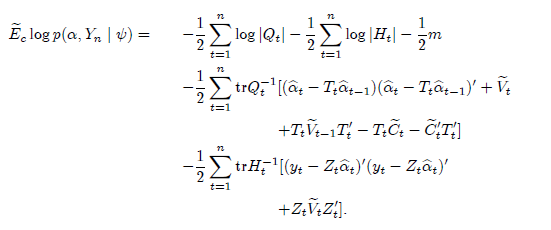 $\widetilde{E}_c \log p(\alpha, Y_n \mid \psi) = \quad -\frac{1}{2}\sum_{t=1}^{n} \log |Q_t| - \frac{1}{2}\sum_{t=1}^{n} \log |H_t| - \frac{1}{2}m$
$-\frac{1}{2}\sum_{t=1}^{n} \mathrm{tr} Q_t^{-1}[(\widehat{\alpha}_t - T_t\widehat{\alpha}_{t-1})(\widehat{\alpha}_t - T_t\widehat{\alpha}_{t-1})' + \widetilde{V}_t$
$+T_t\widetilde{V}_{t-1}T_t' - T_t\widetilde{C}_t - \widetilde{C}_t'T_t']$
$-\frac{1}{2}\sum_{t=1}^{n} \mathrm{tr} H_t^{-1}[(y_t - Z_t\widehat{\alpha}_t)'(y_t - Z_t\widehat{\alpha}_t)'$
$+Z_t\widetilde{V}_tZ_t'].$